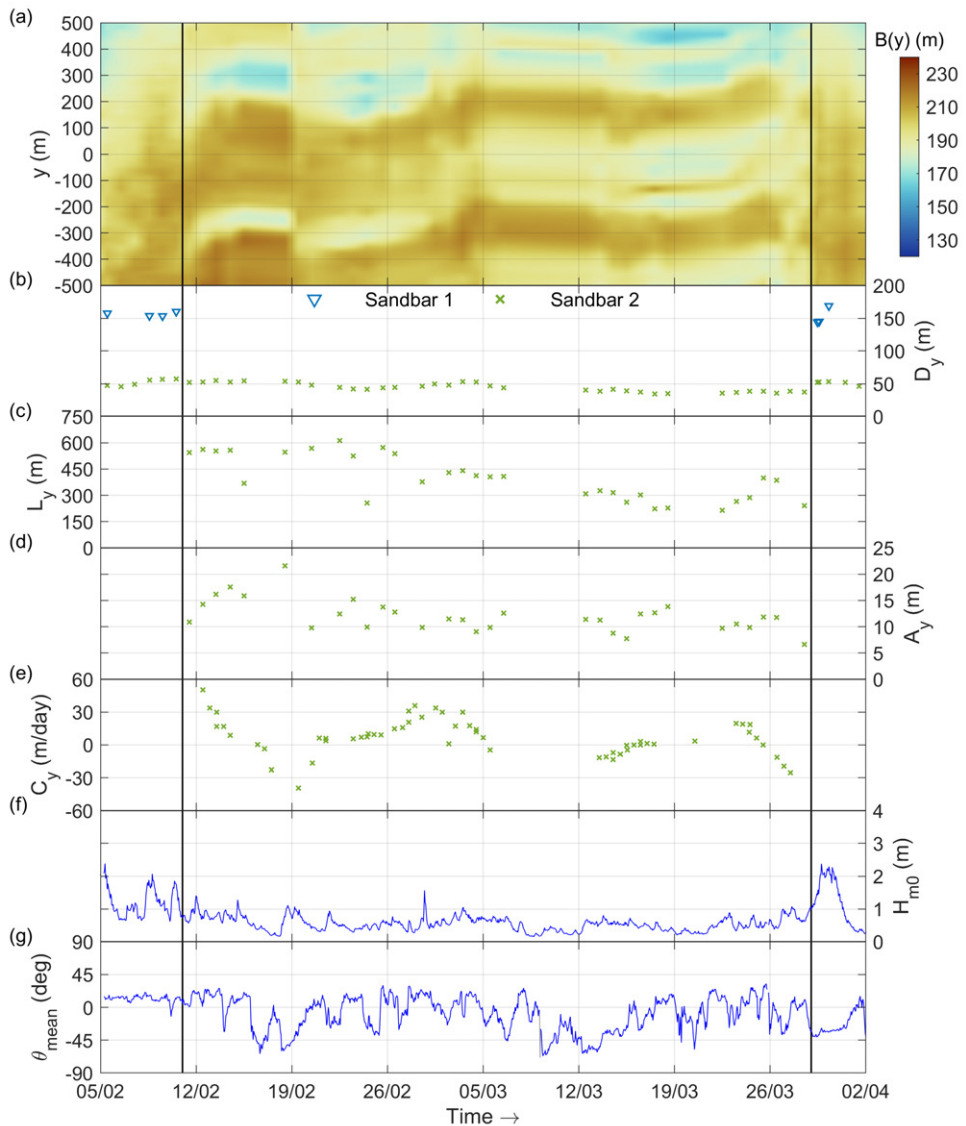 (a)
500
400
300
200
100
0
-100
-200
-300
-400
-500
y (m)
B(y) (m)
230
210
190
170
150
130
(b)
Sandbar 1
Sandbar 2
200
150
100
50
0
D_y (m)
(c)
750
600
450
300
150
0
L_y (m)
(d)
25
20
15
10
5
0
A_y (m)
(e)
60
30
0
-30
-60
C_y (m/day)
(f)
4
3
2
1
0
H_m0 (m)
(g)
90
45
0
-45
-90
θ_mean (deg)
05/02 12/02 19/02 26/02 05/03 12/03 19/03 26/03 02/04
Time →